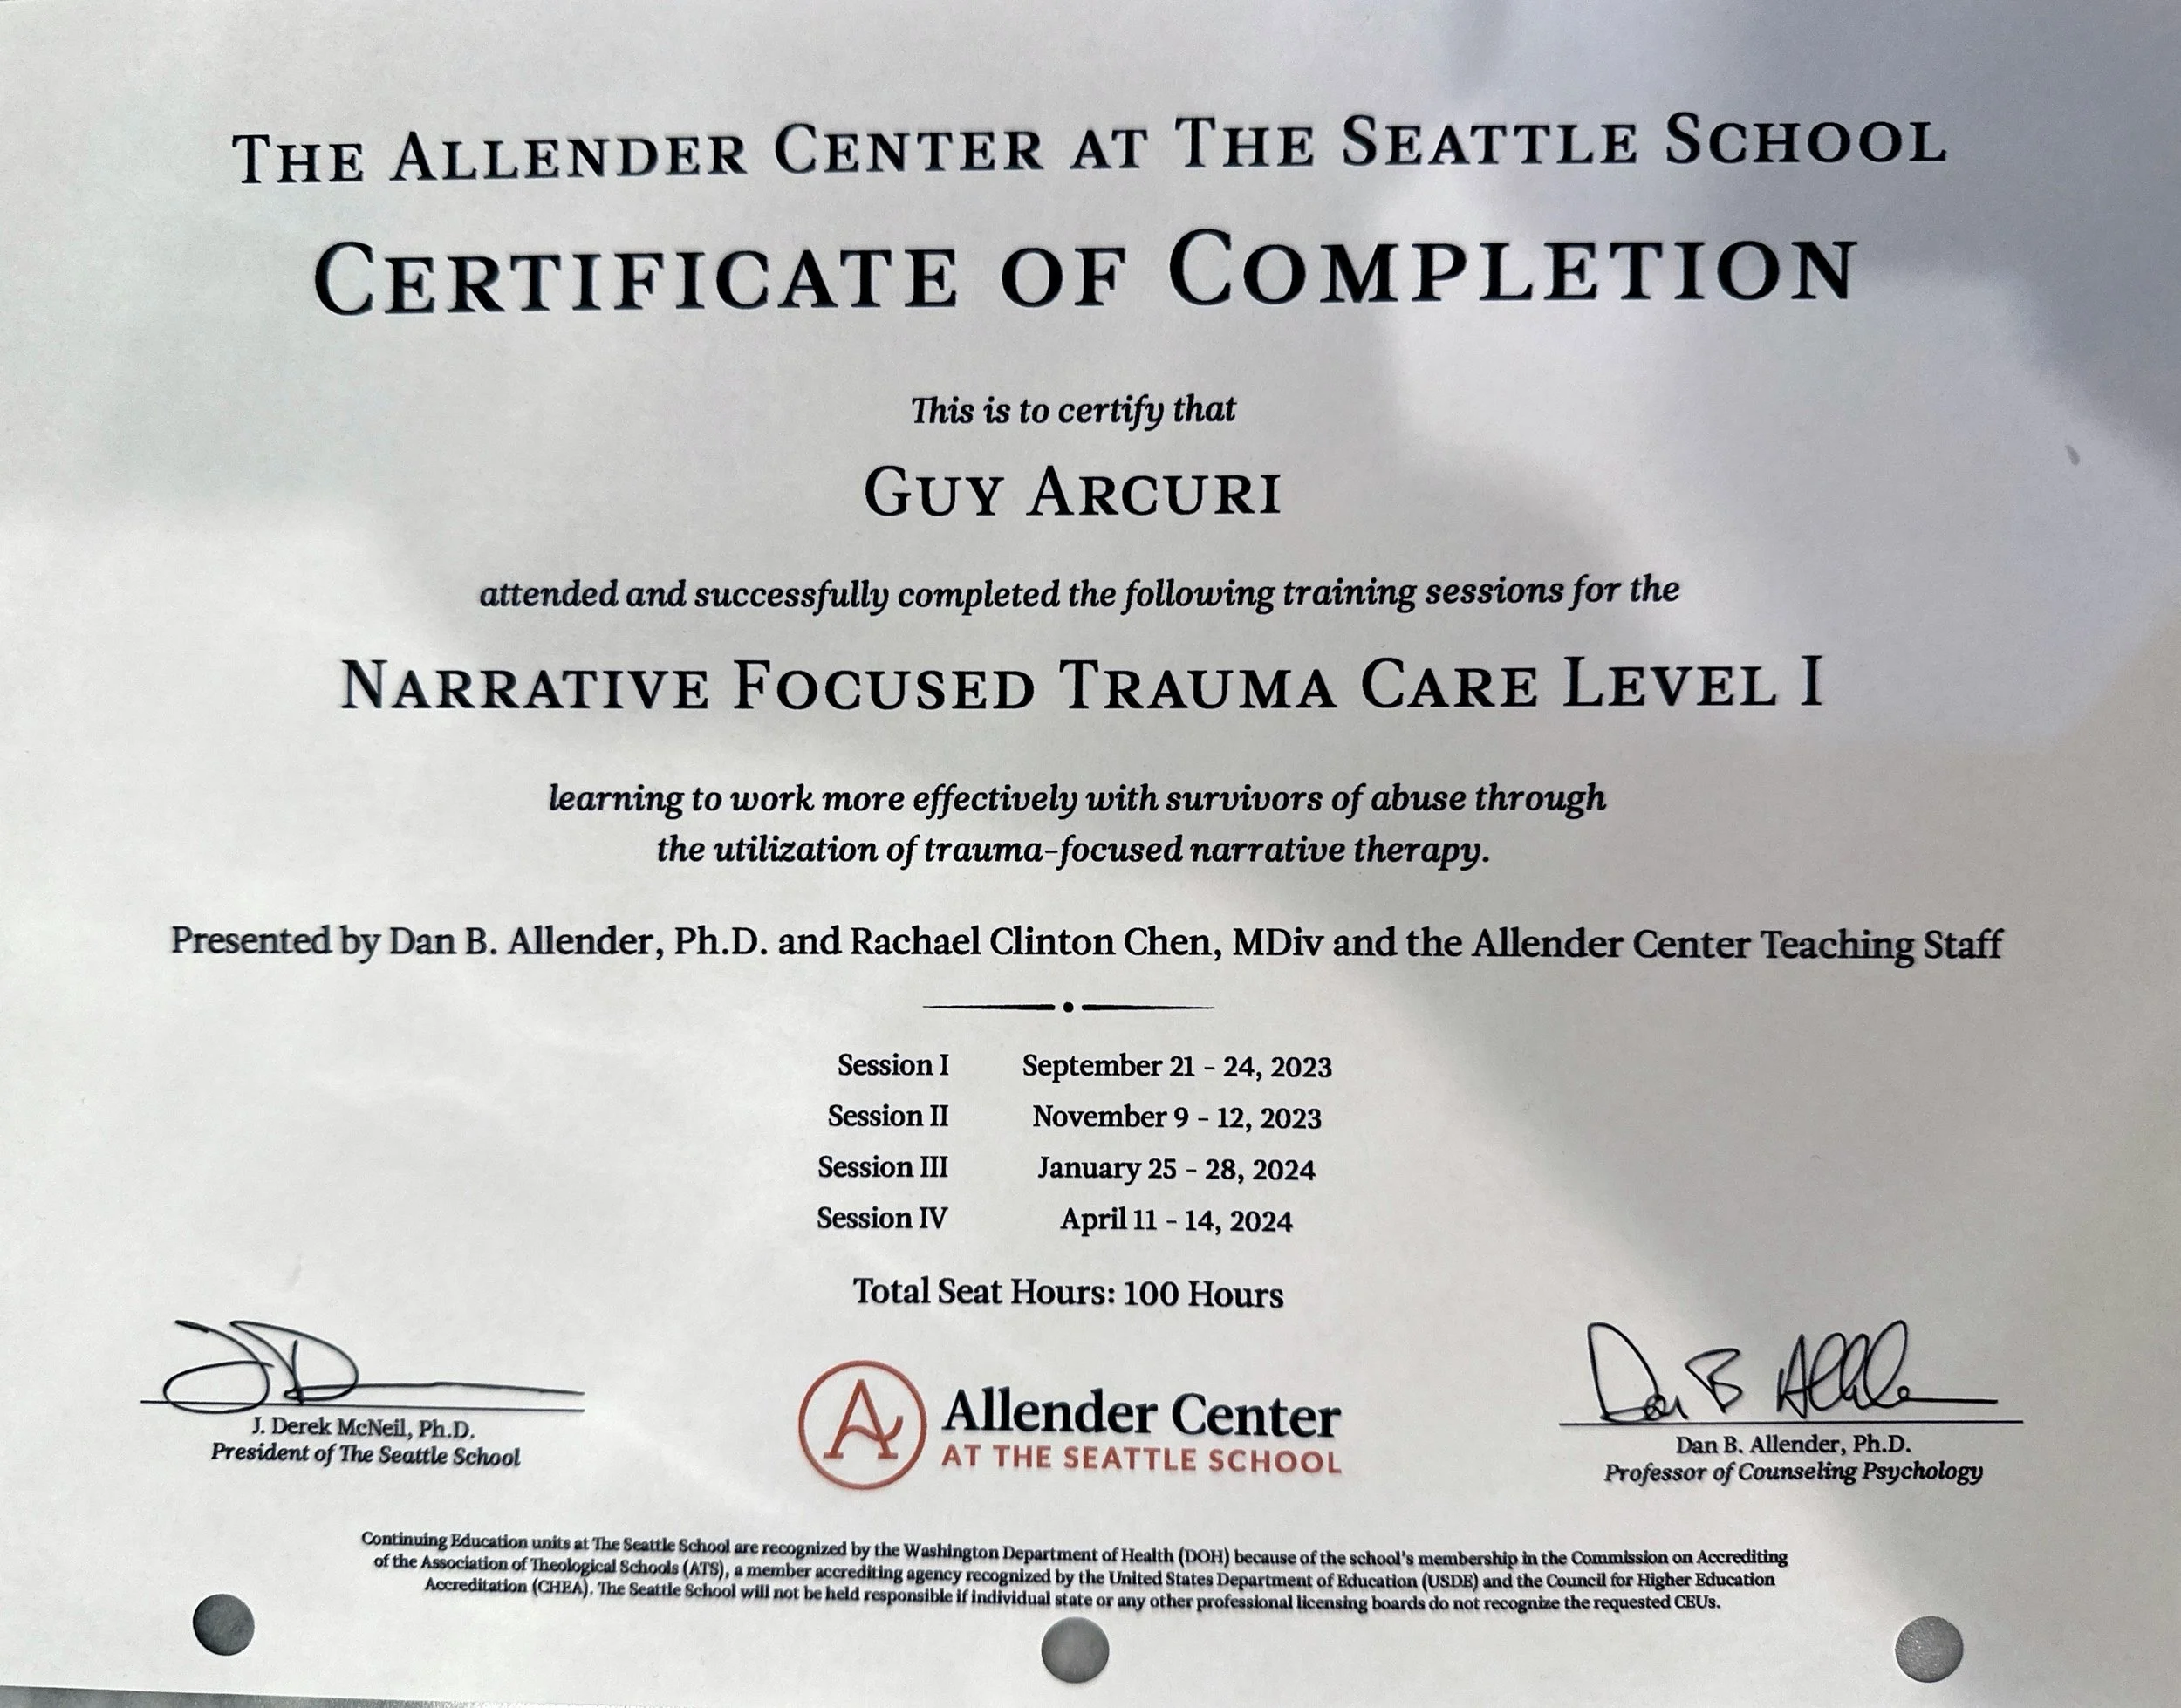 THE ALLENDER CENTER AT THE SEATTLE SCHOOL
CERTIFICATE OF COMPLETION
This is to certify that
GUY ARCURI
attended and successfully completed the following training sessions for the
NARRATIVE FOCUSED TRAUMA CARE LEVEL I
learning to work more effectively with survivors of abuse through
the utilization of trauma-focused narrative therapy.
Presented by Dan B. Allender, Ph.D. and Rachael Clinton Chen, MDiv and the Allender Center Teaching Staff
Session I September 21 - 24, 2023
Session II November 9 - 12, 2023
Session III January 25 - 28, 2024
Session IV April 11 - 14, 2024
Total Seat Hours: 100 Hours
J. Derek McNeil, Ph.D.
President of The Seattle School
A
Allender Center
AT THE SEATTLE SCHOOL
Dan B Allender
Dan B. Allender, Ph.D.
Professor of Counseling Psychology
Continuing Education units at The Seattle School are recognized by the Washington Department of Health (DOH) because of the school's membership in the Commission on Accrediting
of the Association of Theological Schools (ATS), a member accrediting agency recognized by the United States Department of Education (USDE) and the Council for Higher Education
Accreditation (CHEA). The Seattle School will not be held responsible if individual state or any other professional licensing boards do not recognize the requested CEUs.